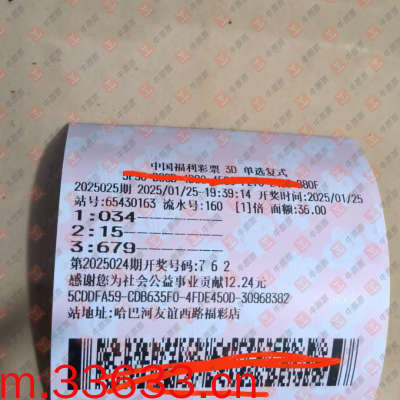 中国福利彩票 3D 单选复式
2025025期 2025/01/25-19:39:14 开奖时间:2025/01/25
站号:65430163 流水号:160 [1]倍 面额:36.00
1:034
2:15
3:679
第2025024期开奖号码:7 6 2
感谢您为社会公益事业贡献12.24元
5CDDFA59-CDB635F0-4FDE450D-30968382
站地址:哈巴河友谊西路福彩店
m.33633.cn